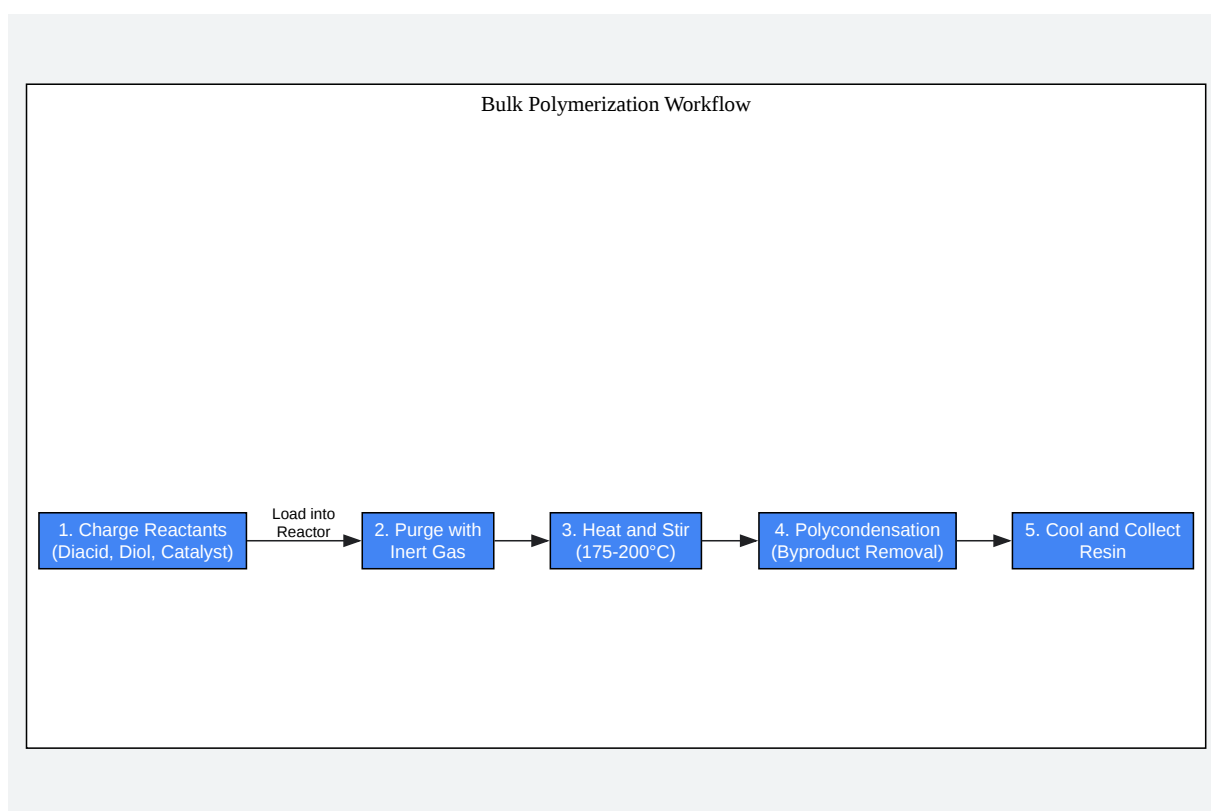 Bulk Polymerization Workflow
1. Charge Reactants
(Diacid, Diol, Catalyst)
Load into
Reactor
2. Purge with
Inert Gas
3. Heat and Stir
(175-200°C)
4. Polycondensation
(Byproduct Removal)
5. Cool and Collect
Resin